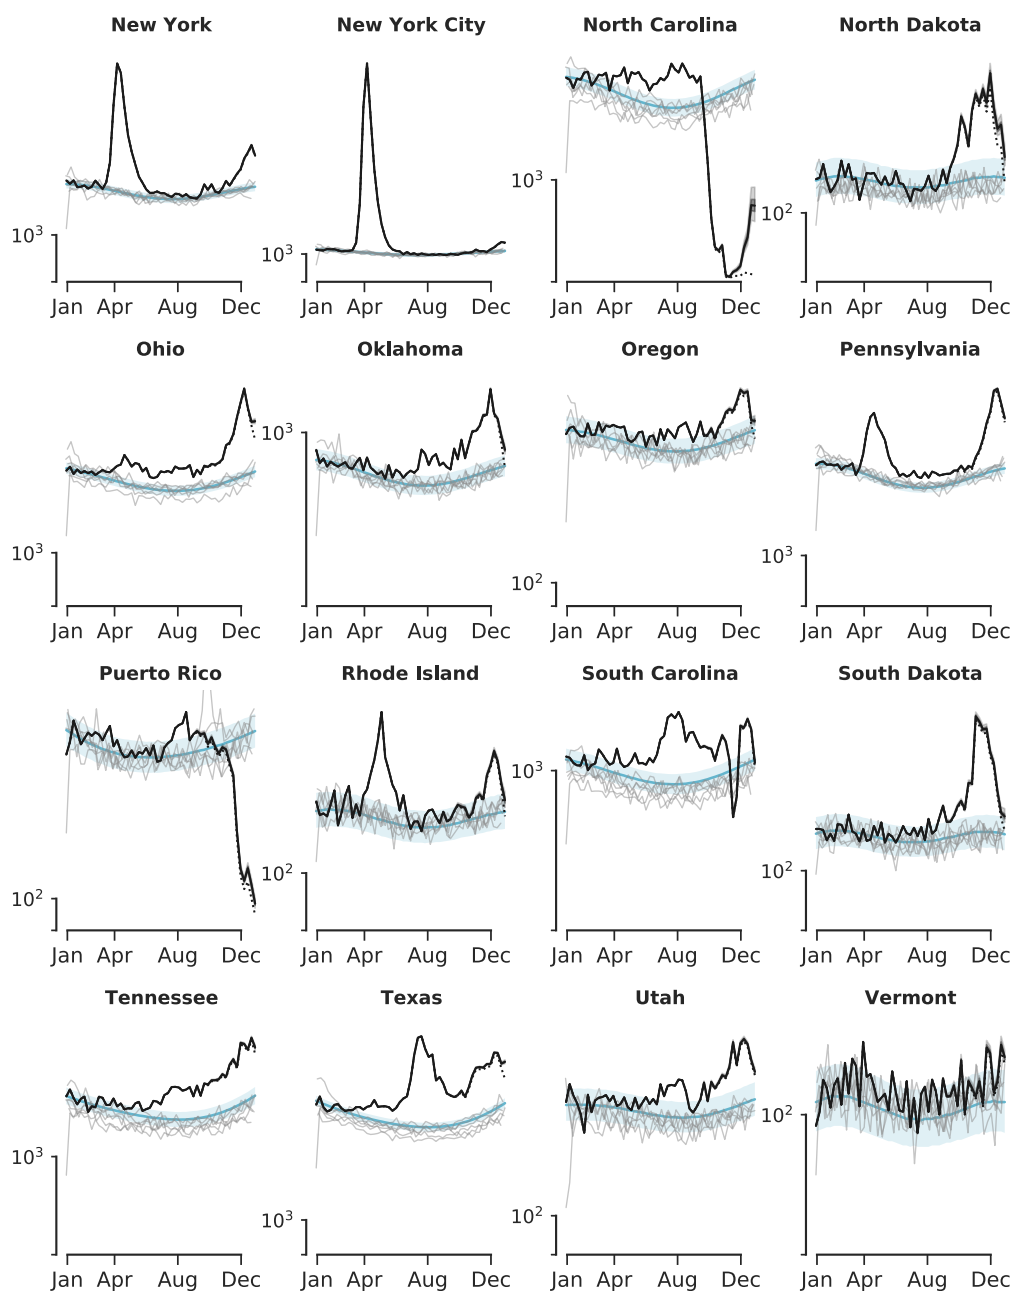 New York New York City North Carolina North Dakota
10³ 10³ 10³ 10²
Jan Apr Aug Dec Jan Apr Aug Dec Jan Apr Aug Dec Jan Apr Aug Dec
Ohio Oklahoma Oregon Pennsylvania
10³ 10³ 10² 10³
Jan Apr Aug Dec Jan Apr Aug Dec Jan Apr Aug Dec Jan Apr Aug Dec
Puerto Rico Rhode Island South Carolina South Dakota
10² 10² 10³ 10²
Jan Apr Aug Dec Jan Apr Aug Dec Jan Apr Aug Dec Jan Apr Aug Dec
Tennessee Texas Utah Vermont
10³ 10³ 10² 10²
Jan Apr Aug Dec Jan Apr Aug Dec Jan Apr Aug Dec Jan Apr Aug Dec